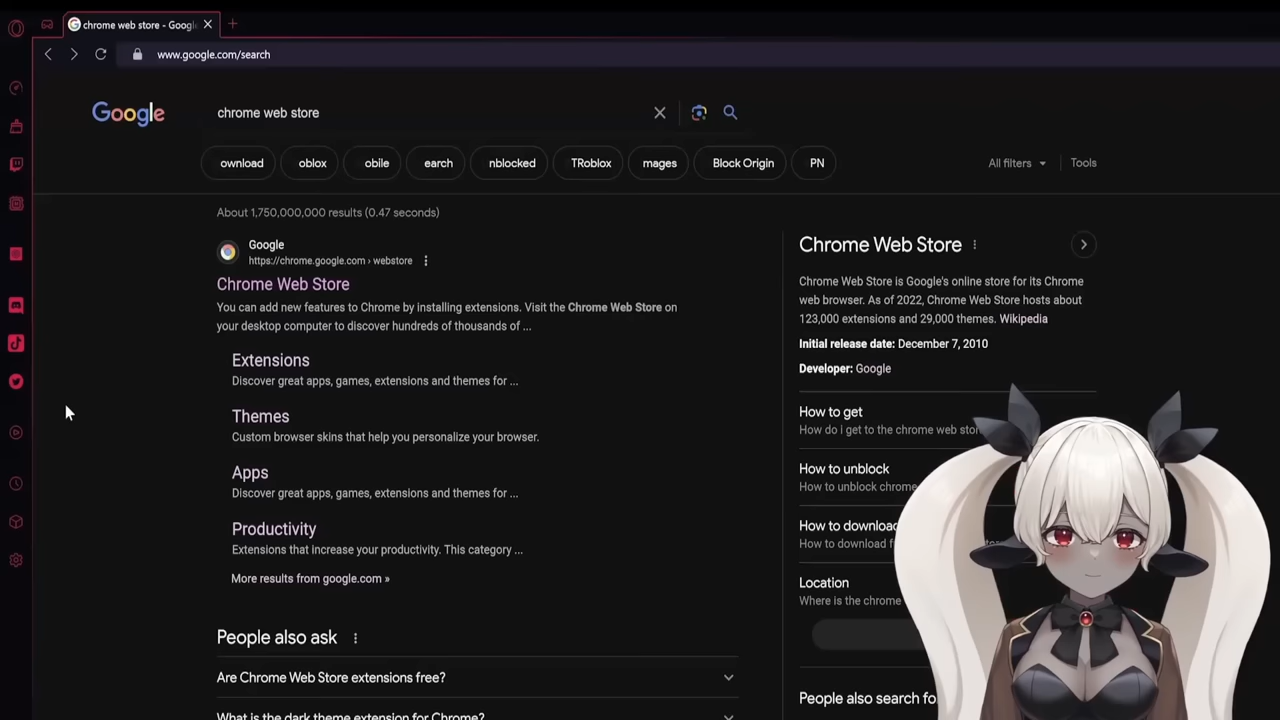 chrome web store - Googl
www.google.com/search
Google
chrome web store
ownload
oblox
obile
earch
nblocked
TRoblox
mages
Block Origin
PN
All filters
Tools
About 1,750,000,000 results (0.47 seconds)
Google
https://chrome.google.com › webstore
Chrome Web Store
You can add new features to Chrome by installing extensions. Visit the Chrome Web Store on
your desktop computer to discover hundreds of thousands of ...
Extensions
Discover great apps, games, extensions and themes for ...
Themes
Custom browser skins that help you personalize your browser.
Apps
Discover great apps, games, extensions and themes for ...
Productivity
Extensions that increase your productivity. This category ...
More results from google.com »
People also ask
Are Chrome Web Store extensions free?
What is the dark theme extension for Chrome?
Chrome Web Store
Chrome Web Store is Google's online store for its Chrome
web browser. As of 2022, Chrome Web Store hosts about
123,000 extensions and 29,000 themes. Wikipedia
Initial release date: December 7, 2010
Developer: Google
How to get
How do i get to the chrome web stor
How to unblock
How to unblock chrome
How to download
How to download f
Location
Where is the chrome
People also search fo